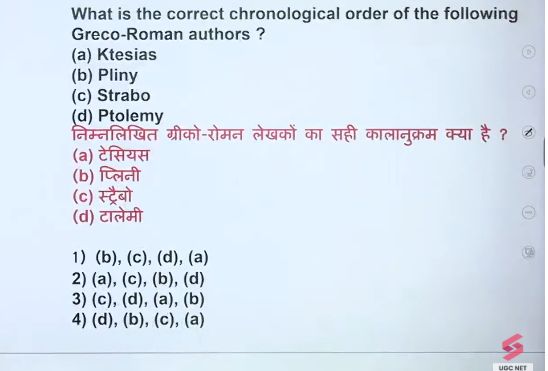 What is the correct chronological order of the following
Greco-Roman authors ?
(a) Ktesias
(b) Pliny
(c) Strabo
(d) Ptolemy
निम्नलिखित ग्रीको-रोमन लेखकों का सही कालानुक्रम क्या है ?
(a) टेसियस
(b) प्लिनी
(c) स्ट्रैबो
(d) टालेमी
1) (b), (c), (d), (a)
2) (a), (c), (b), (d)
3) (c), (d), (a), (b)
4) (d), (b), (c), (a)
UGC NET